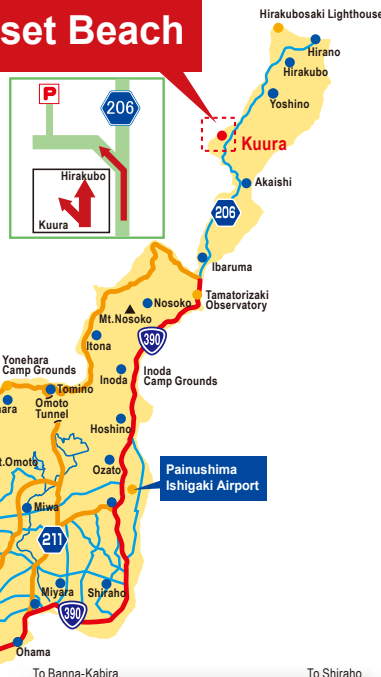 set Beach
Hirakubosaki Lighthouse
Hirano
Hirakubo
Yoshino
P
206
Hirakubo
Kuura
Kuura
Akaishi
206
Ibaruma
Tamatorizaki
Observatory
Nosoko
Mt.Nosoko
390
Itona
Yonehara
Camp Grounds
Inoda
Inoda
Camp Grounds
Tomino
ara
Omoto
Tunnel
Hoshino
t.Omoto
Ozato
Painushima
Ishigaki Airport
Miwa
211
Miyara
Shiraho
390
Ohama
To Banna-Kabira
To Shiraho